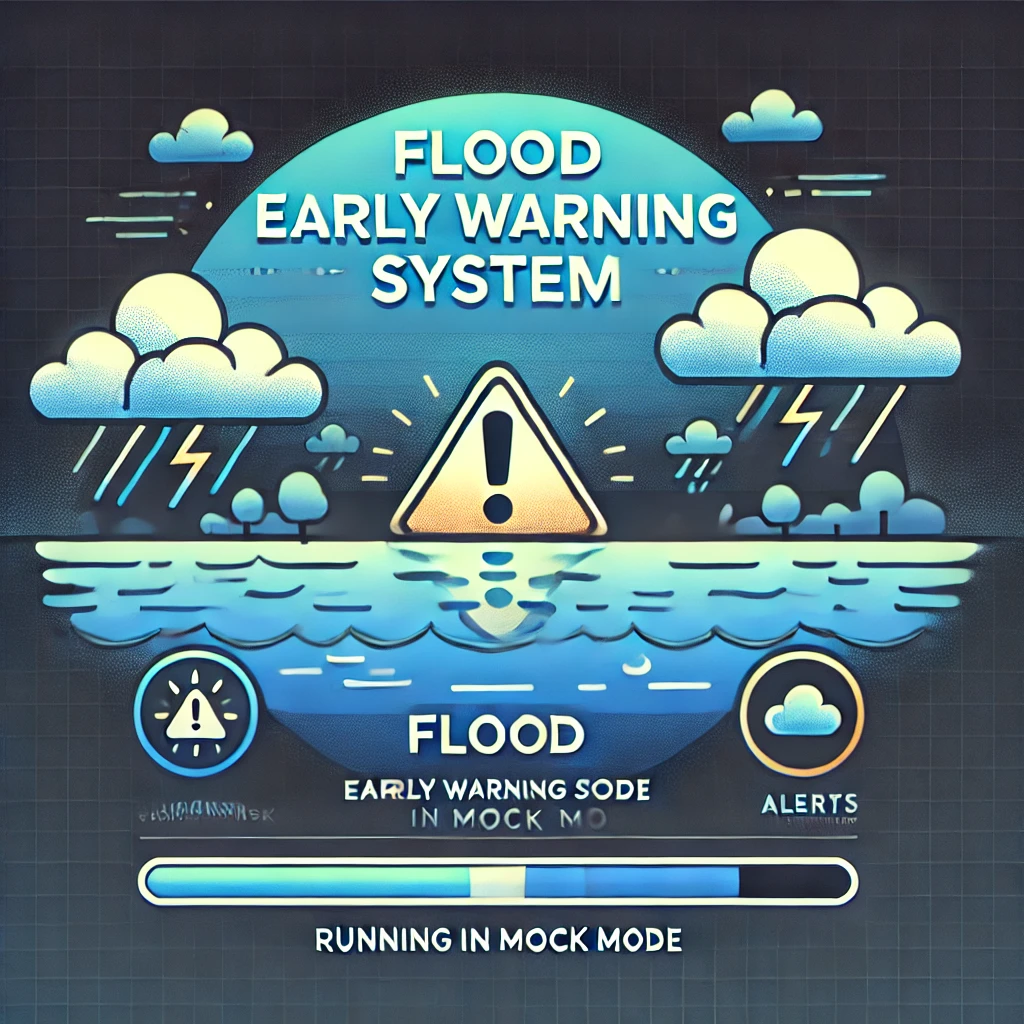 FLOOD
EARLY WARNING
SYSTEM
FLOOD
EARLY WARNING SODE
IN MOCK MO
ALERTS
RUNNING IN MOCK MODE